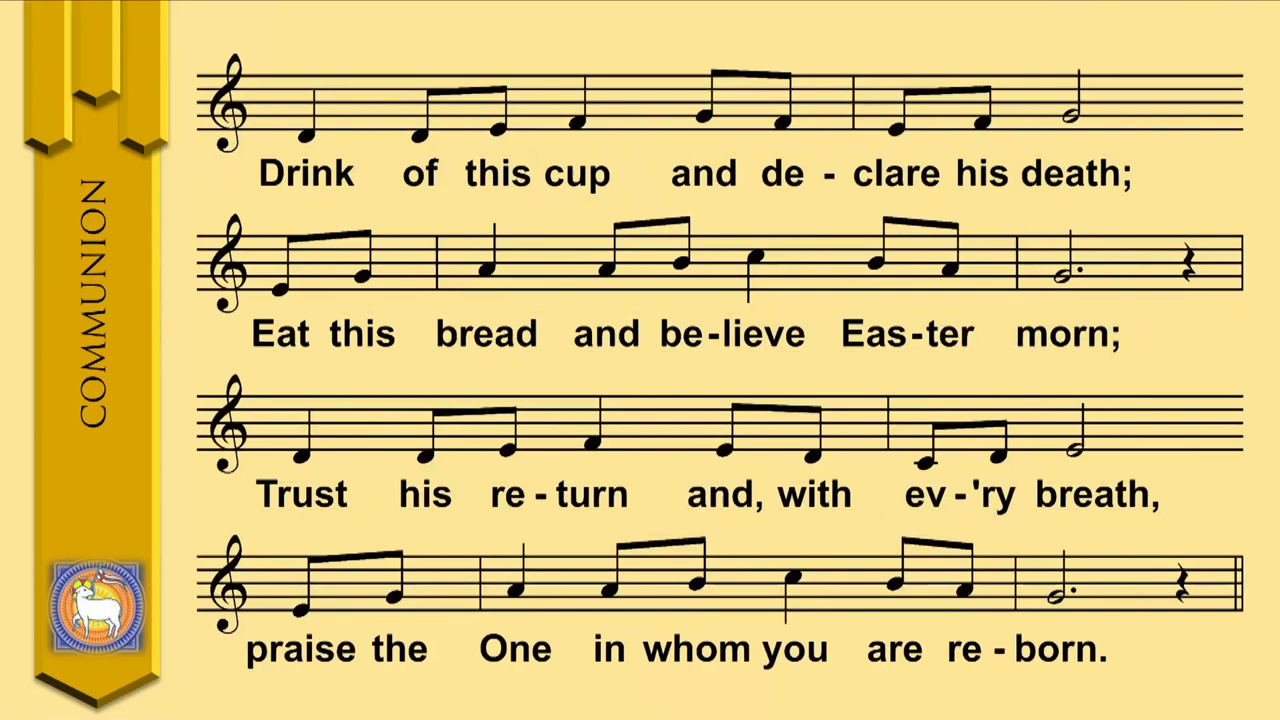 COMMUNION
Drink of this cup and de - clare his death;
Eat this bread and be-lieve Eas-ter morn;
Trust his re - turn and, with ev -'ry breath,
praise the One in whom you are re - born.